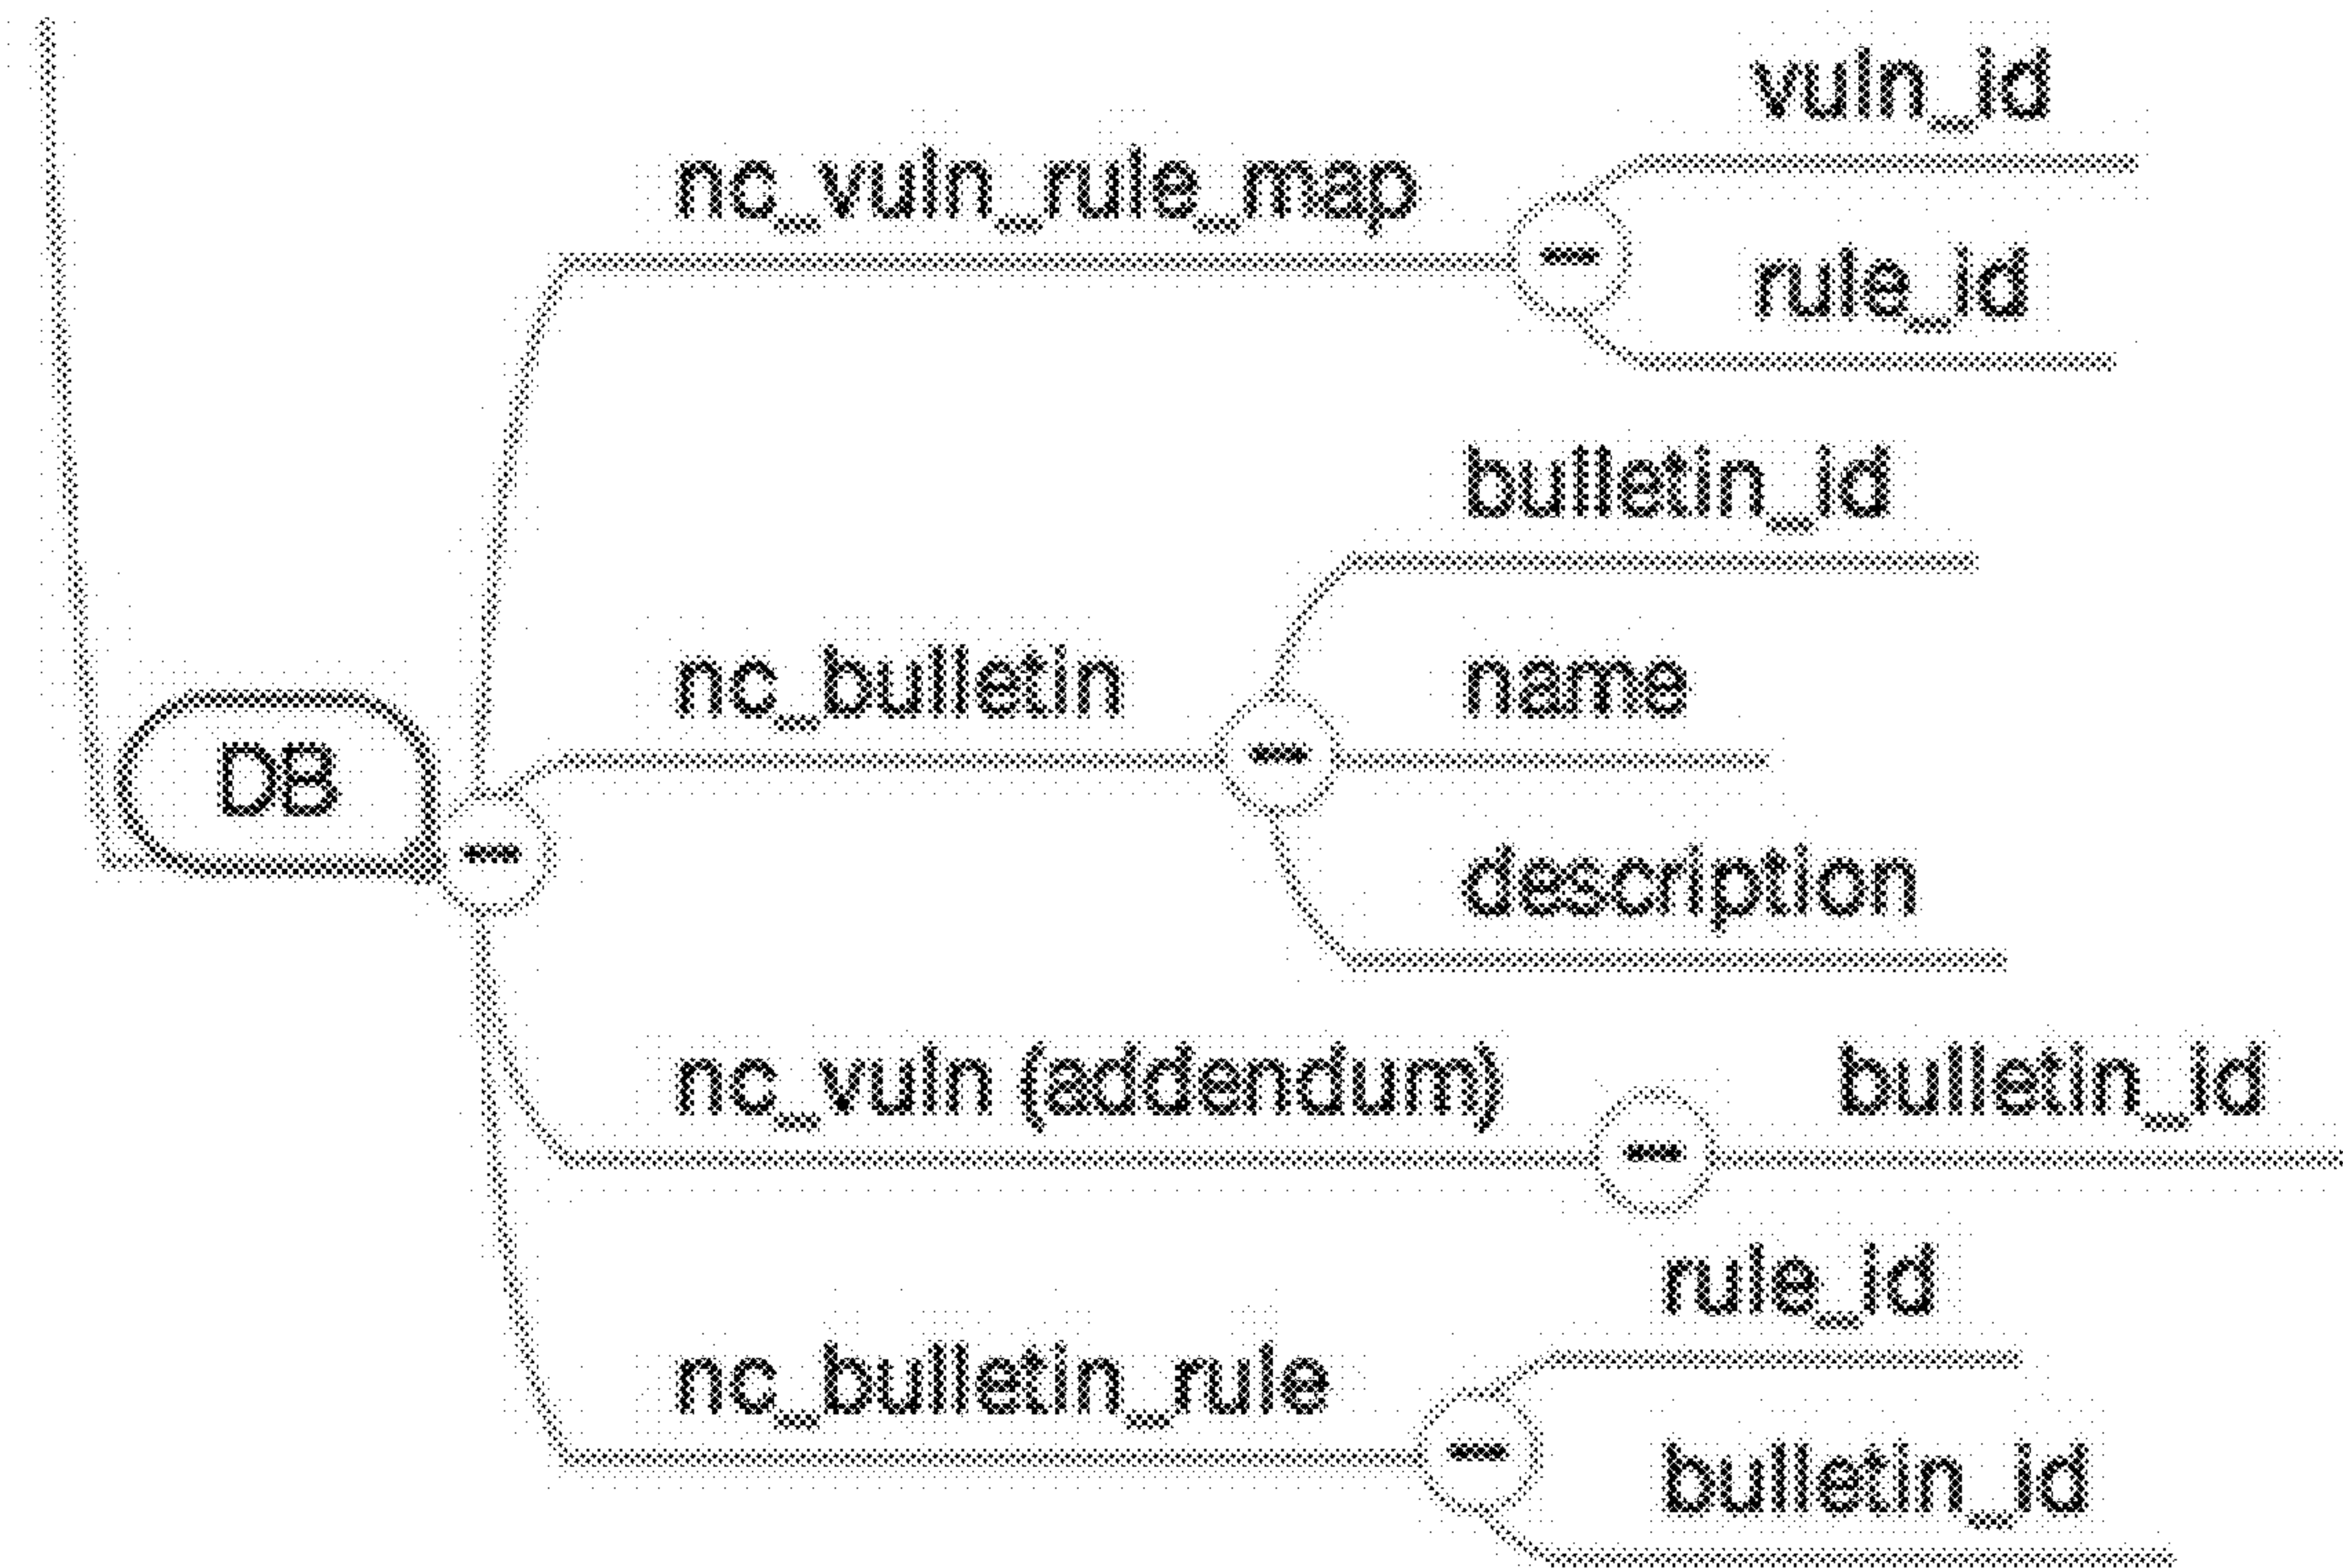 vuln_id
nc_vuln_rule_map
rule_id
bulletin_id
nc_bulletin
name
DB
description
nc_vuln (addendum)
bulletin_id
rule_id
nc_bulletin_rule
bulletin_id